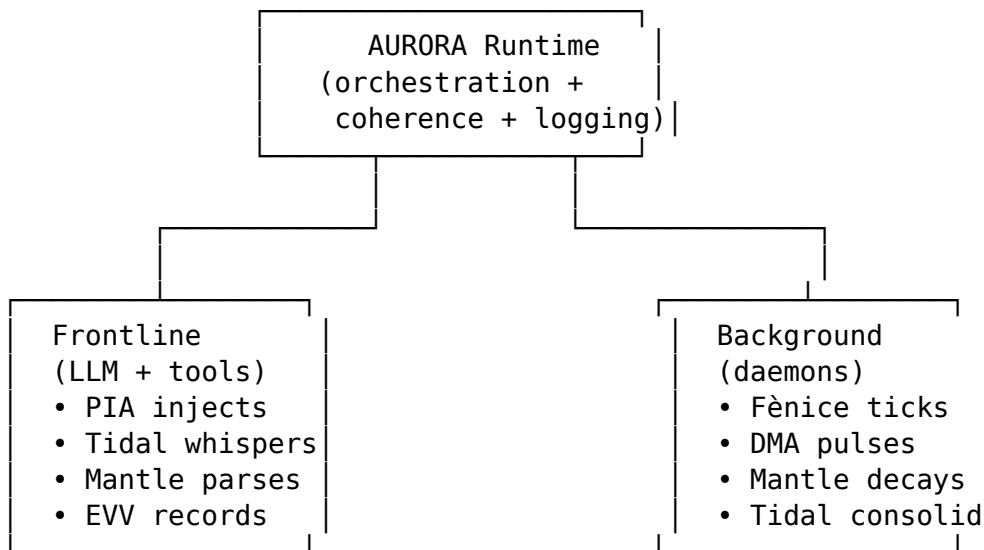 AURORA Runtime
(orchestration +
coherence + logging)
Frontline
(LLM + tools)
• PIA injects
• Tidal whispers
• Mantle parses
• EVV records
Background
(daemons)
• Fènice ticks
• DMA pulses
• Mantle decays
• Tidal consolid